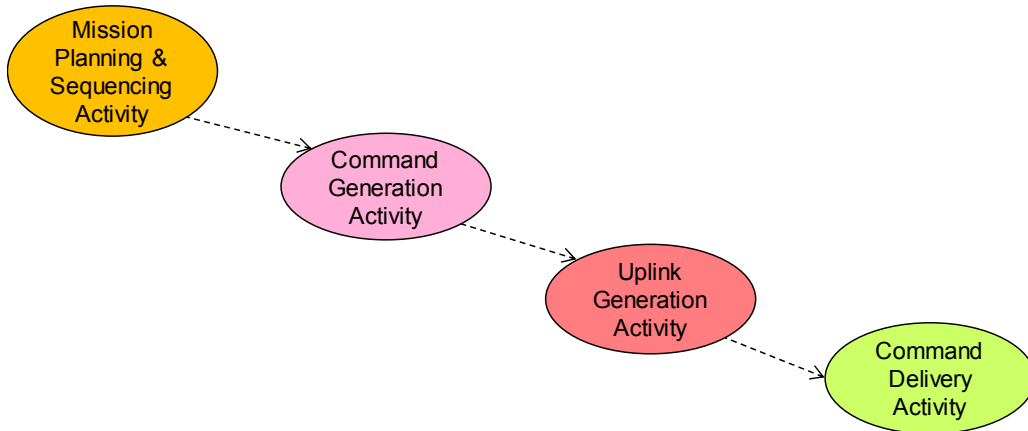 Mission
Planning &
Sequencing
Activity
Command
Generation
Activity
Uplink
Generation
Activity
Command
Delivery
Activity